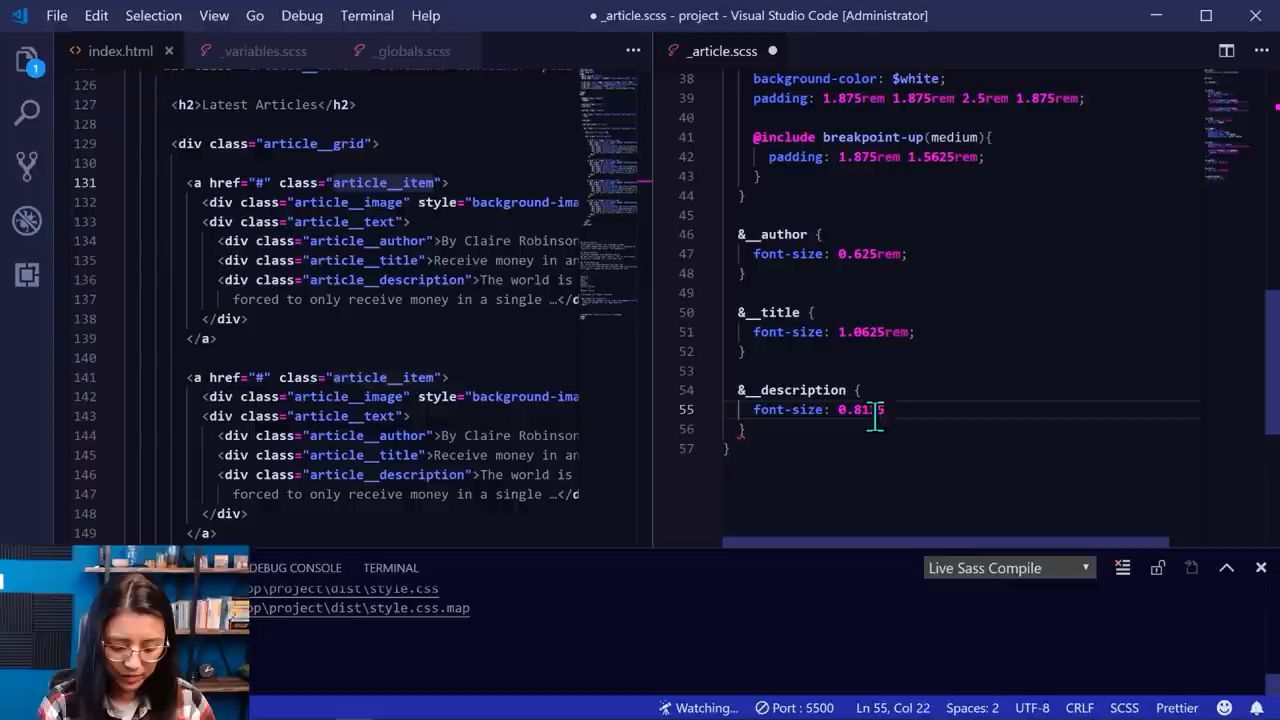 File Edit Selection View Go Debug Terminal Help
● _article.scss - project - Visual Studio Code [Administrator]
index.html
_variables.scss
_globals.scss
_article.scss
1
126
127 <h2>Latest Articles</h2>
128
129 <div class="article__grid">
130
131 <a href="#" class="article__item">
132 <div class="article__image" style="background-ima
133 <div class="article__text">
134 <div class="article__author">By Claire Robinson
135 <div class="article__title">Receive money in an
136 <div class="article__description">The world is
137 forced to only receive money in a single …</d
138 </div>
139 </a>
140
141 <a href="#" class="article__item">
142 <div class="article__image" style="background-ima
143 <div class="article__text">
144 <div class="article__author">By Claire Robinson
145 <div class="article__title">Receive money in an
146 <div class="article__description">The world is
147 forced to only receive money in a single …</d
148 </div>
149 </a>
38 background-color: $white;
39 padding: 1.875rem 1.875rem 2.5rem 1.875rem;
40
41 @include breakpoint-up(medium){
42 padding: 1.875rem 1.5625rem;
43 }
44 }
45
46 &__author {
47 font-size: 0.625rem;
48 }
49
50 &__title {
51 font-size: 1.0625rem;
52 }
53
54 &__description {
55 font-size:
56 }
57 }
DEBUG CONSOLE TERMINAL
Live Sass Compile
op\project\dist\style.css
op\project\dist\style.css.map
Watching... Port : 5500 Ln 55, Col 22 Spaces: 2 UTF-8 CRLF SCSS Prettier